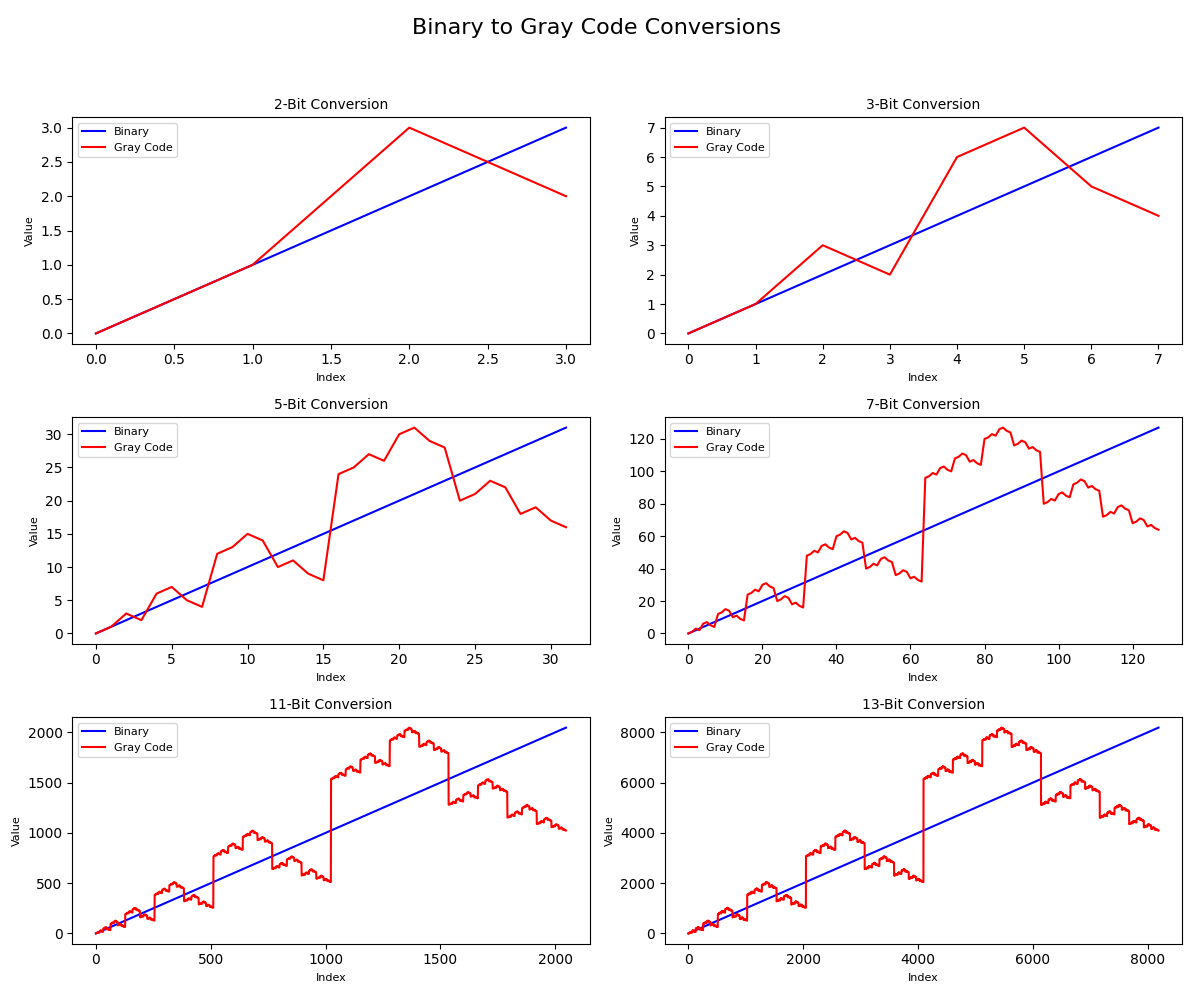 Binary to Gray Code Conversions
2-Bit Conversion
Binary
Gray Code
Value
3.0
2.5
2.0
1.5
1.0
0.5
0.0
0.0 0.5 1.0 1.5 2.0 2.5 3.0
Index
3-Bit Conversion
Binary
Gray Code
Value
7
6
5
4
3
2
1
0
0 1 2 3 4 5 6 7
Index
5-Bit Conversion
Binary
Gray Code
Value
30
25
20
15
10
5
0
0 5 10 15 20 25 30
Index
7-Bit Conversion
Binary
Gray Code
Value
120
100
80
60
40
20
0
0 20 40 60 80 100 120
Index
11-Bit Conversion
Binary
Gray Code
Value
2000
1500
1000
500
0
0 500 1000 1500 2000
Index
13-Bit Conversion
Binary
Gray Code
Value
8000
6000
4000
2000
0
0 2000 4000 6000 8000
Index